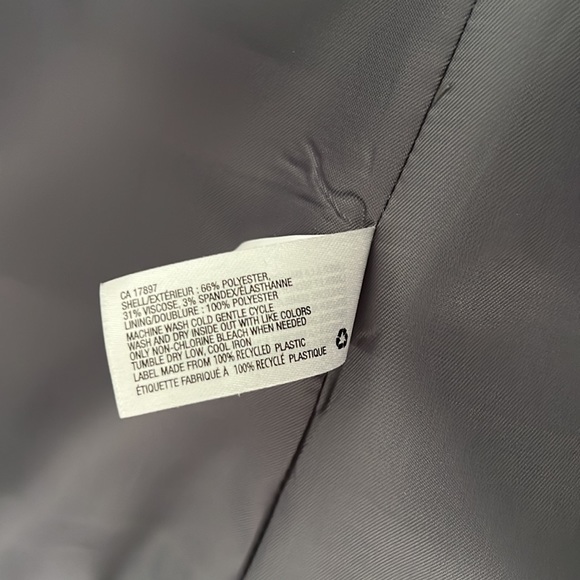 CA 17897
SHELL/EXTÉRIEUR : 66% POLYESTER,
31% VISCOSE, 3% SPANDEX/ÉLASTHANNE
LINING/DOUBLURE : 100% POLYESTER
MACHINE WASH COLD GENTLE CYCLE
WASH AND DRY INSIDE OUT WITH LIKE COLORS
ONLY NON-CHLORINE BLEACH WHEN NEEDED
TUMBLE DRY LOW, COOL IRON
LABEL MADE FROM 100% RECYCLED PLASTIC
ÉTIQUETTE FABRIQUÉ À 100% RECYCLÉ PLASTIQUE